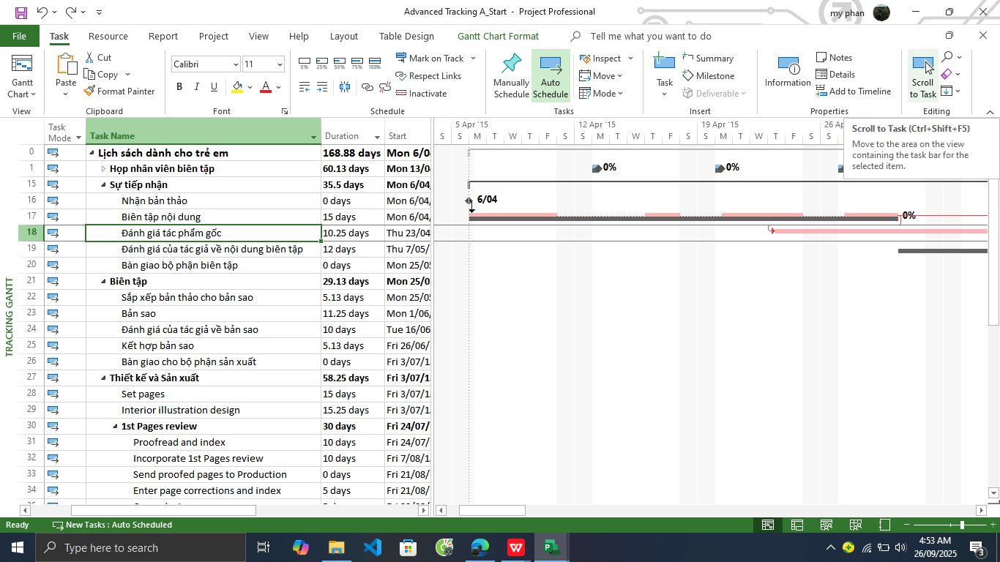 Advanced Tracking A_Start - Project Professional
my phan
File Task Resource Report Project View Help Layout Table Design Gantt Chart Format Tell me what you want to do
Gantt Chart
View
Paste
Cut
Copy
Format Painter
Clipboard
Calibri 11
B I U A
Font
0% 25% 50% 75% 100%
Mark on Track
Respect Links
Inactivate
Schedule
Manually Schedule
Auto Schedule
Inspect
Move
Mode
Tasks
Task
Summary
Milestone
Deliverable
Insert
Information
Notes
Details
Add to Timeline
Properties
Scroll to Task
Editing
Scroll to Task (Ctrl+Shift+F5)
Move to the area on the view
containing the task bar for the
selected item.
Task Mode Task Name Duration Start
5 Apr '15 12 Apr '15 19 Apr '15 26 Ap
S S M T W T F S S M T W T F S S M T W T F S S
0 Lịch sách dành cho trẻ em 168.88 days Mon 6/0
1 Họp nhân viên biên tập 60.13 days Mon 13/0 0% 0%
15 Sự tiếp nhận 35.5 days Mon 6/04
16 Nhận bản thảo 0 days Mon 6/04 6/04
17 Biên tập nội dung 15 days Mon 6/04 0%
18 Đánh giá tác phẩm gốc 10.25 days Thu 23/04
19 Đánh giá của tác giả về nội dung biên tập 12 days Thu 7/05
20 Bàn giao bộ phận biên tập 0 days Mon 25/05
21 Biên tập 29.13 days Mon 25/0
22 Sắp xếp bản thảo cho bản sao 5.13 days Mon 25/05
23 Bản sao 11.25 days Mon 1/06
24 Đánh giá của tác giả về bản sao 10 days Tue 16/06
25 Kết hợp bản sao 5.13 days Fri 26/06
26 Bàn giao cho bộ phận sản xuất 0 days Fri 3/07/1
27 Thiết kế và Sản xuất 58.25 days Fri 3/07/1
28 Set pages 15 days Fri 3/07/1
29 Interior illustration design 15.25 days Fri 3/07/1
30 1st Pages review 30 days Fri 24/07/
31 Proofread and index 10 days Fri 24/07/
32 Incorporate 1st Pages review 10 days Fri 7/08/1
33 Send proofed pages to Production 0 days Fri 21/08/
34 Enter page corrections and index 5 days Fri 21/08/
TRACKING GANTT
Ready New Tasks : Auto Scheduled
Type here to search
4:53 AM
26/09/2025
3